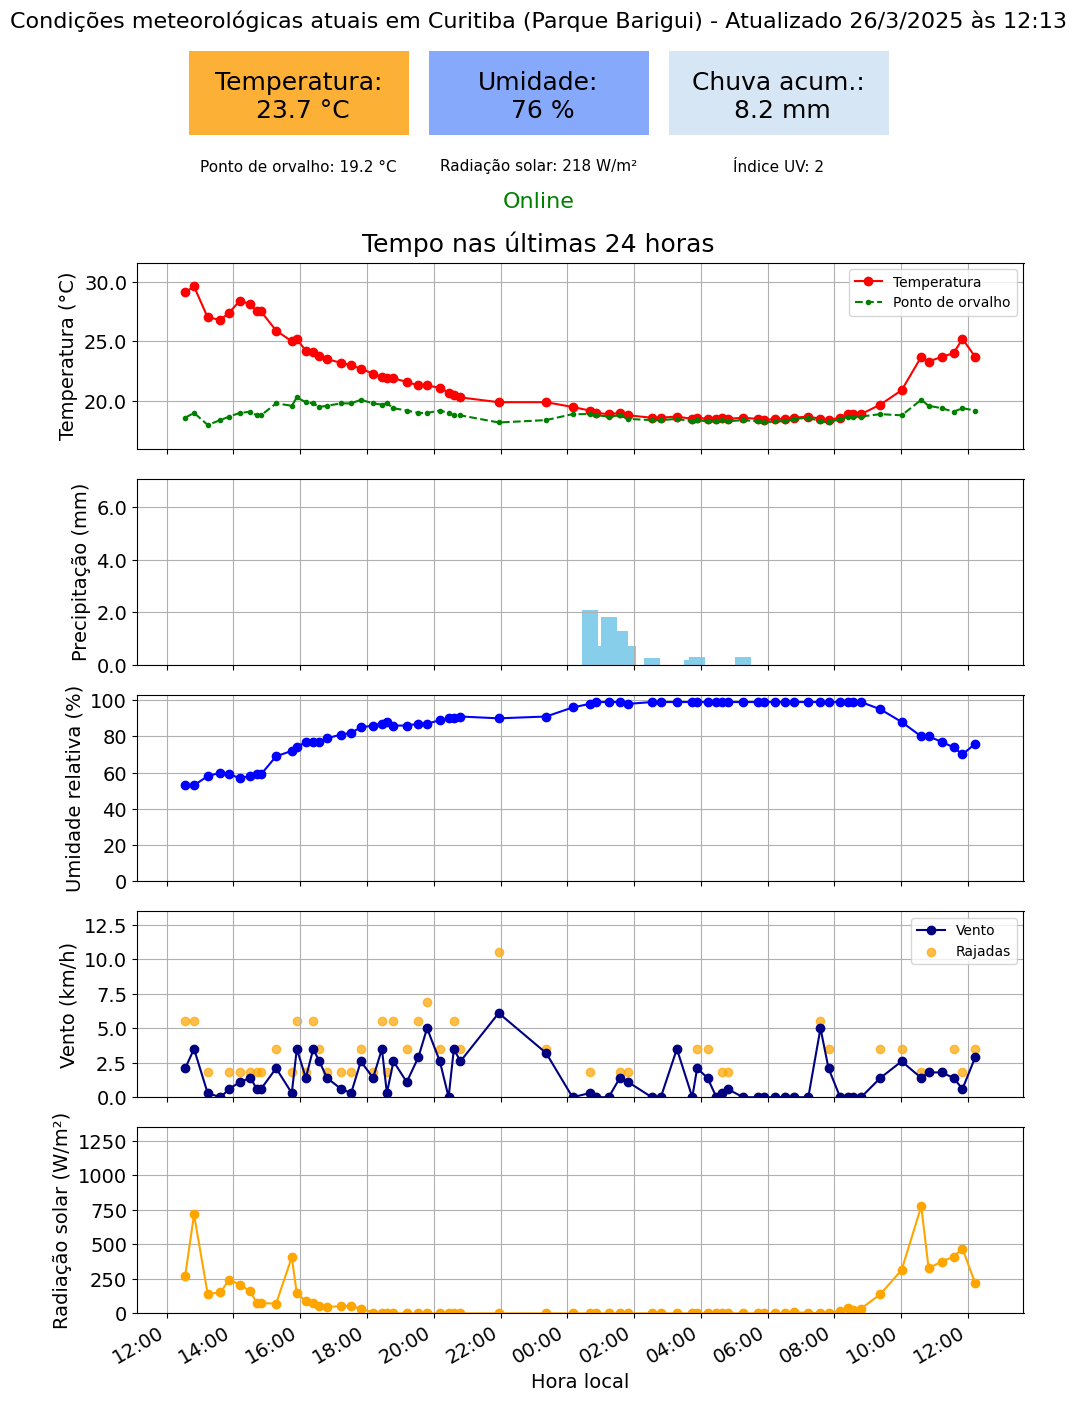 Condições meteorológicas atuais em Curitiba (Parque Barigui) - Atualizado 26/3/2025 às 12:13
Temperatura:
23.7 °C
Umidade:
76 %
Chuva acum.:
8.2 mm
Ponto de orvalho: 19.2 °C
Radiação solar: 218 W/m²
Índice UV: 2
Online
Tempo nas últimas 24 horas
Temperatura (°C)
30.0
25.0
20.0
Temperatura
Ponto de orvalho
Precipitação (mm)
6.0
4.0
2.0
0.0
Umidade relativa (%)
100
80
60
40
20
0
Vento (km/h)
12.5
10.0
7.5
5.0
2.5
0.0
Vento
Rajadas
Radiação solar (W/m²)
1250
1000
750
500
250
0
12:00
14:00
16:00
18:00
20:00
22:00
00:00
02:00
04:00
06:00
08:00
10:00
12:00
Hora local